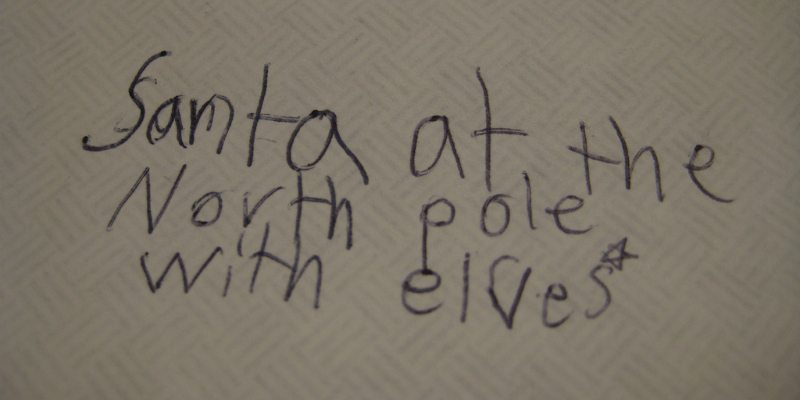 Santa at the
North pole
with elves☆